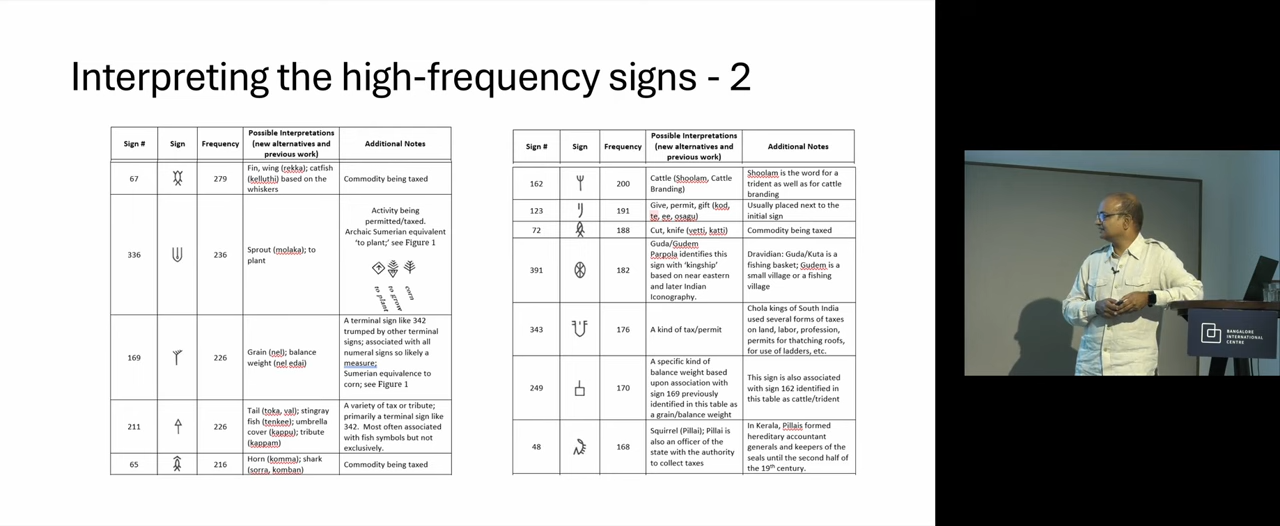 Interpreting the high-frequency signs - 2
Sign #
Sign
Frequency
Possible Interpretations
(new alternatives and
previous work)
Additional Notes
67
279
Fin, wing (rekka); catfish
(kelluthi) based on the
whiskers
Commodity being taxed
336
236
Sprout (molaka); to
plant
Activity being
permitted/taxed.
Archaic Sumerian equivalent
‘to plant;’ see Figure 1
to plant
to grow
corn
169
226
Grain (nel); balance
weight (nel edai)
A terminal sign like 342
trumped by other terminal
signs; associated with all
numeral signs so likely a
measure;
Sumerian equivalence to
corn; see Figure 1
211
226
Tail (toka, val); stingray
fish (tenkee); umbrella
cover (kappu); tribute
(kappam)
A variety of tax or tribute;
primarily a terminal sign like
342. Most often associated
with fish symbols but not
exclusively.
65
216
Horn (komma); shark
(sorra, komban)
Commodity being taxed
Sign #
Sign
Frequency
Possible Interpretations
(new alternatives and
previous work)
Additional Notes
162
200
Cattle (Shoolam, Cattle
Branding)
Shoolam is the word for a
trident as well as for cattle
branding
123
191
Give, permit, gift (kod,
te, ee, osagu)
Usually placed next to the
initial sign
72
188
Cut, knife (vetti, katti)
Commodity being taxed
391
182
Guda/Gudem
Parpola identifies this
sign with ‘kingship’
based on near eastern
and later Indian
Iconography.
Dravidian: Guda/Kuta is a
fishing basket; Gudem is a
small village or a fishing
village
343
176
A kind of tax/permit
Chola kings of South India
used several forms of taxes
on land, labor, profession,
permits for thatching roofs,
for use of ladders, etc.
249
170
A specific kind of
balance weight based
upon association with
sign 169 previously
identified in this table as
a grain/balance weight
This sign is also associated
with sign 162 identified in
this table as cattle/trident
48
168
Squirrel (Pillai); Pillai is
also an officer of the
state with the authority
to collect taxes
In Kerala, Pillais formed
hereditary accountant
generals and keepers of the
seals until the second half of
the 19th century.
BANGALORE
INTERNATIONAL
CENTRE